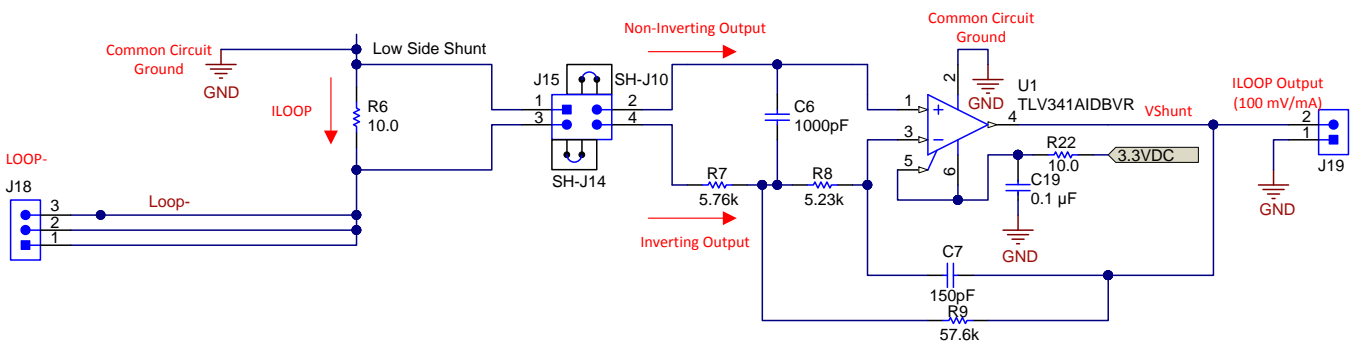 Common Circuit
Ground
GND
Low Side Shunt
ILOOP
R6
10.0
LOOP-
J18
3
2
1
Loop-
J15
SH-J10
1
3
2
4
SH-J14
Non-Inverting Output
C6
1000pF
R7
5.76k
R8
5.23k
Inverting Output
Common Circuit
Ground
GND
2
U1
TLV341AIDBVR
1
+
3
-
4
5
6
VShunt
R22
10.0
3.3VDC
C19
0.1 µF
GND
C7
150pF
R9
57.6k
ILOOP Output
(100 mV/mA)
2
1
J19
GND